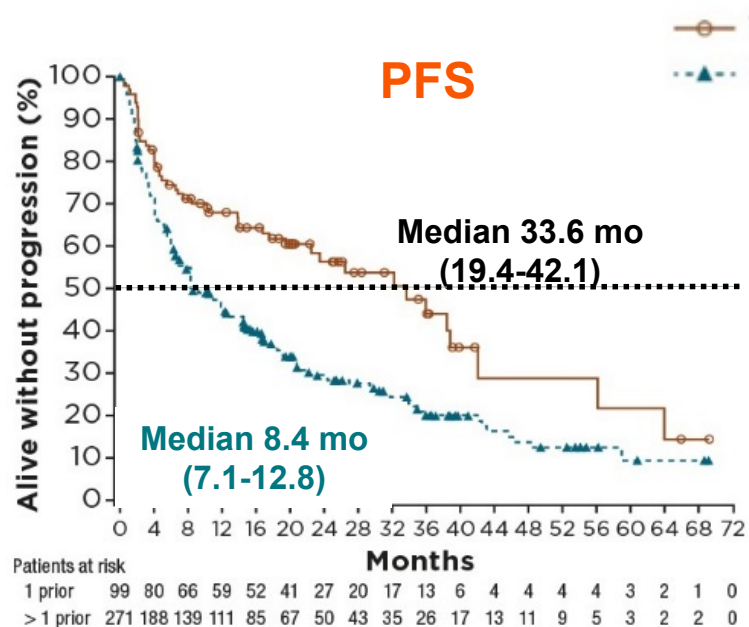 PFS
Alive without progression (%)
100
90
80
70
60
50
40
30
20
10
0
Median 33.6 mo
(19.4-42.1)
Median 8.4 mo
(7.1-12.8)
0 4 8 12 16 20 24 28 32 36 40 44 48 52 56 60 64 68 72
Months
Patients at risk
1 prior 99 80 66 59 52 41 27 20 17 13 6 4 4 4 4 3 2 1 0
> 1 prior 271 188 139 111 85 67 50 43 35 26 17 13 11 9 5 3 2 2 0